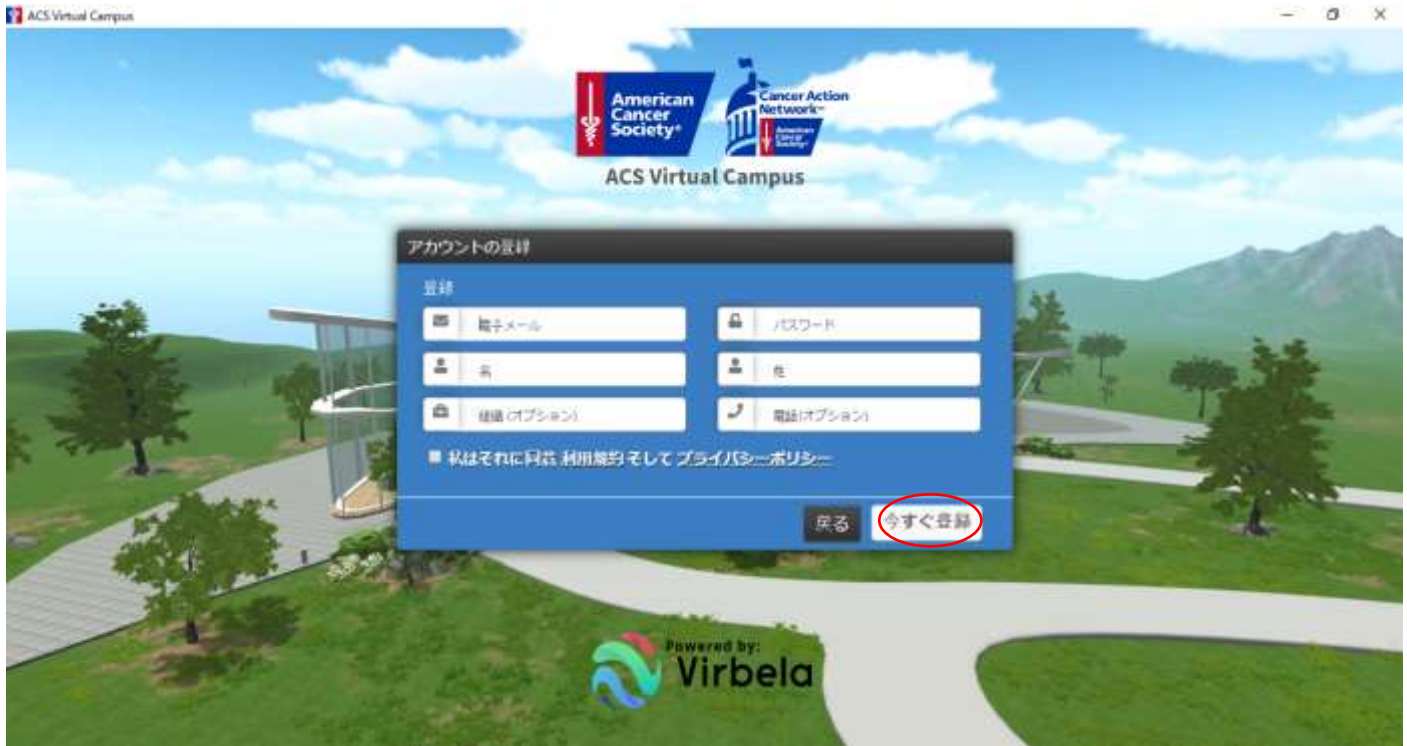 ACS Virtual Campus
American
Cancer
Society®
Cancer Action
Network℠
American
Cancer
Society®
ACS Virtual Campus
アカウントの登録
登録
電子メール
パスワード
名
姓
組織 (オプション)
電話(オプション)
私はそれに同意 利用規約 そして プライバシーポリシー
戻る
今すぐ登録
Powered by:
Virbela